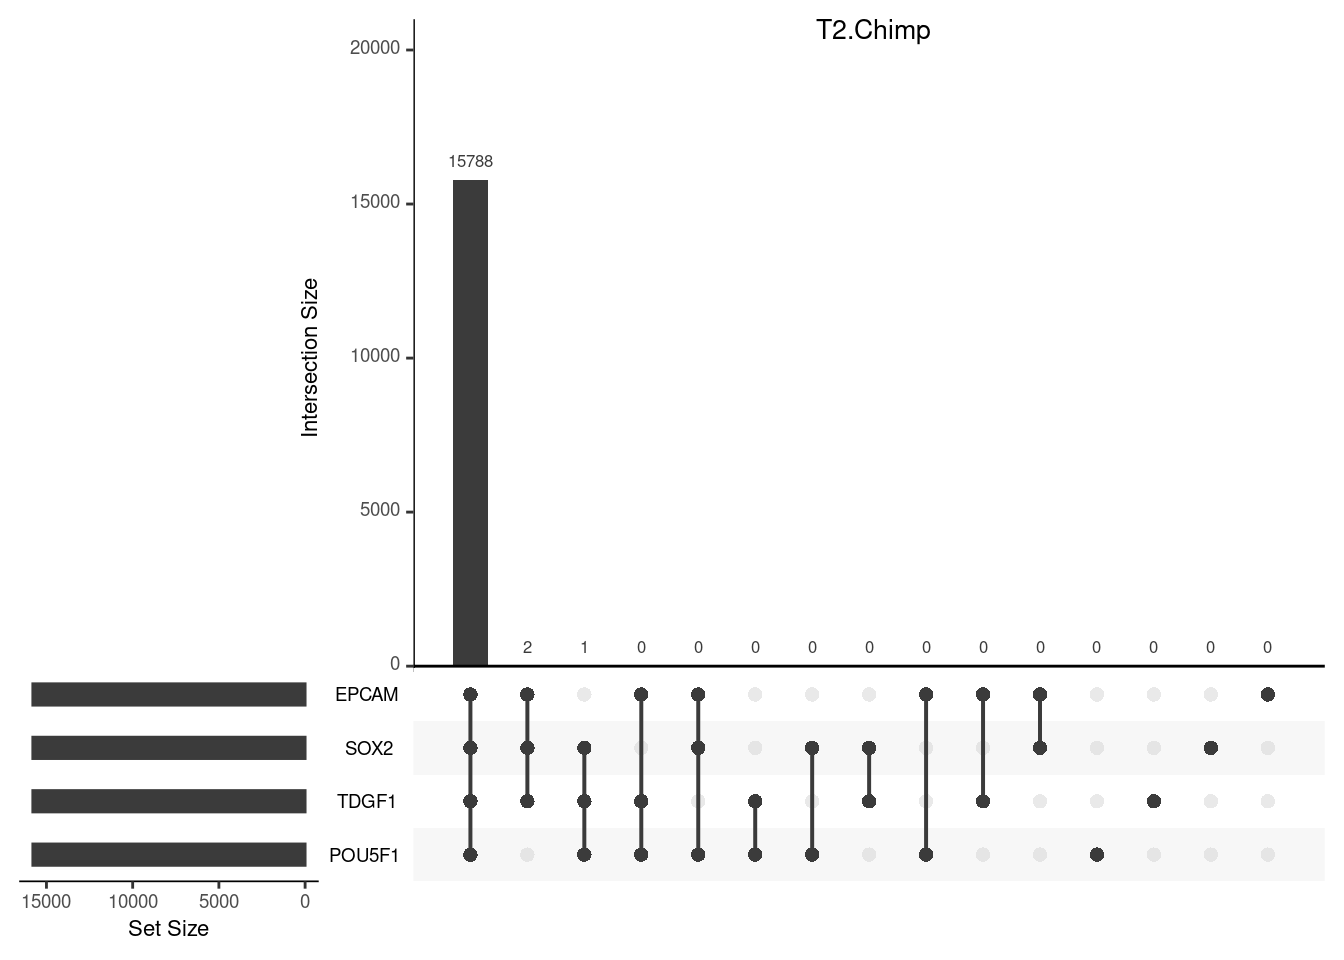 T2.Chimp
20000
15000
10000
5000
0
Intersection Size
15788
2 1 0 0 0 0 0 0 0 0 0 0 0 0
EPCAM
SOX2
TDGF1
POU5F1
15000 10000 5000 0
Set Size